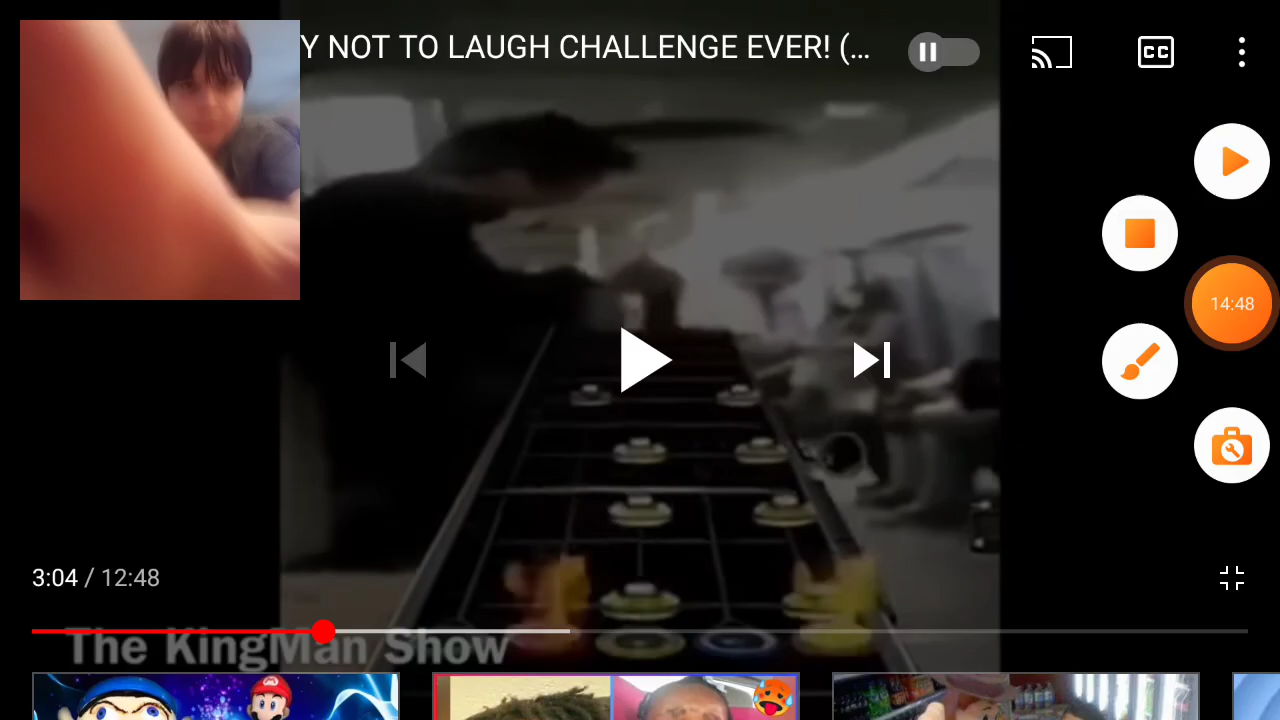 Y NOT TO LAUGH CHALLENGE EVER! (...
CC
14:48
3:04 / 12:48
The KingMan Show